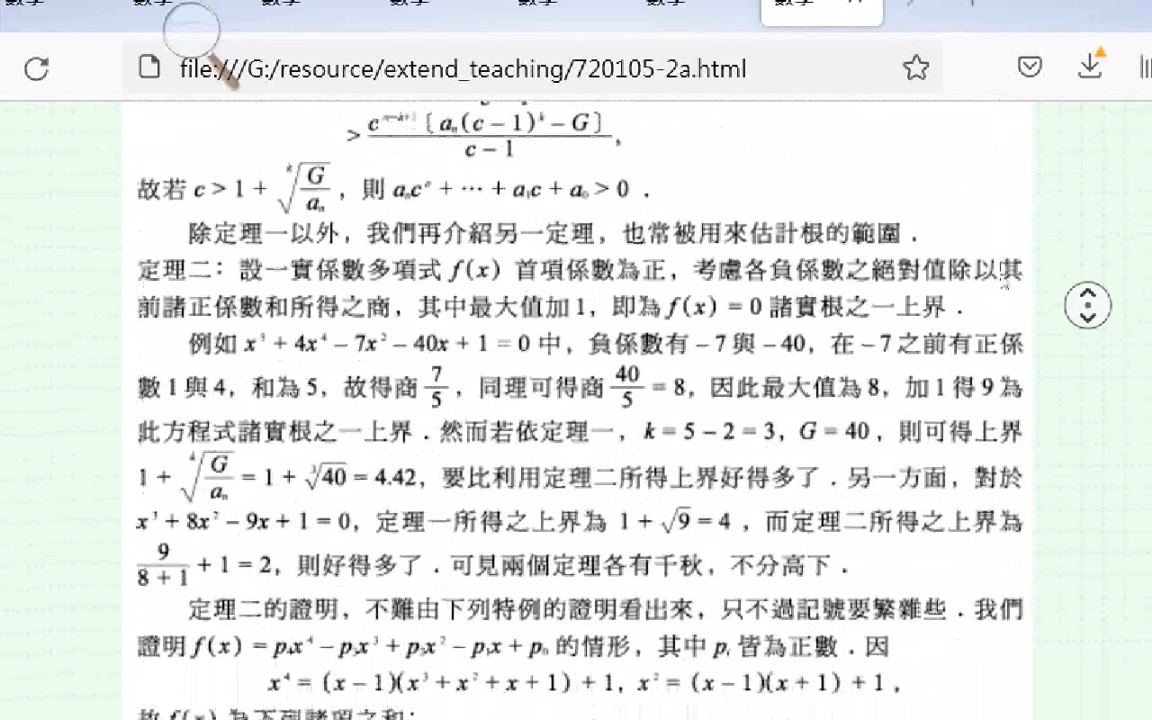 file:///G:/resource/extend_teaching/720105-2a.html
> c^{n-k+1} [ aₙ(c − 1)ᵏ − G ] / (c − 1) ,
故若 c > 1 + ᵏ√(G/aₙ) , 則 aₙcⁿ + ⋯ + a₁c + a₀ > 0 .
除定理一以外, 我們再介紹另一定理, 也常被用來估計根的範圍 .
定理二: 設一實係數多項式 f(x) 首項係數為正, 考慮各負係數之絕對值除以其
前諸正係數和所得之商, 其中最大值加 1, 即為 f(x) = 0 諸實根之一上界 .
例如 x⁵ + 4x⁴ − 7x² − 40x + 1 = 0 中, 負係數有 −7 與 −40, 在 −7 之前有正係
數 1 與 4, 和為 5, 故得商 7/5 , 同理可得商 40/5 = 8, 因此最大值為 8, 加 1 得 9 為
此方程式諸實根之一上界 . 然而若依定理一, k = 5 − 2 = 3, G = 40 , 則可得上界
1 + ᵏ√(G/aₙ) = 1 + ³√40 = 4.42, 要比利用定理二所得上界好得多了 . 另一方面, 對於
x³ + 8x² − 9x + 1 = 0, 定理一所得之上界為 1 + √9 = 4 , 而定理二所得之上界為
9/(8 + 1) + 1 = 2, 則好得多了 . 可見兩個定理各有千秋, 不分高下 .
定理二的證明, 不難由下列特例的證明看出來, 只不過記號要繁雜些 . 我們
證明 f(x) = p₄x⁴ − p₃x³ + p₂x² − p₁x + p₀ 的情形, 其中 pᵢ 皆為正數 . 因
x⁴ = (x − 1)(x³ + x² + x + 1) + 1, x² = (x − 1)(x + 1) + 1 ,
故 f(x) 為下列諸項之和: